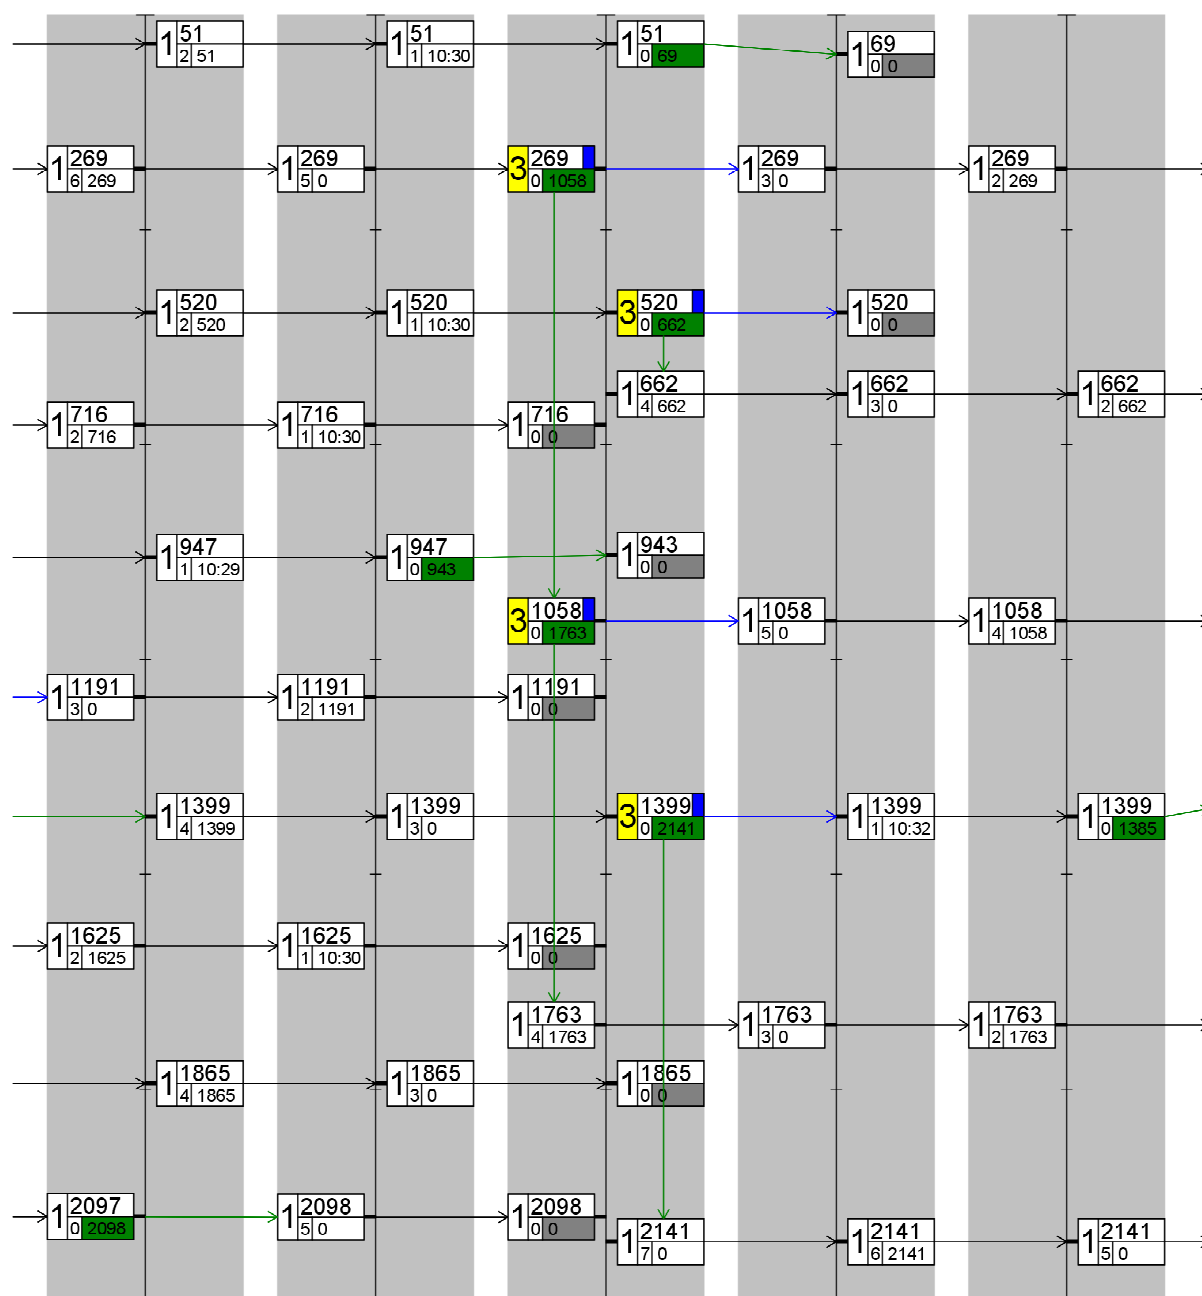 1 51 2 51
1 51 1 10:30
1 51 0 69
1 69 0 0
1 269 6 269
1 269 5 0
3 269 0 1058
1 269 3 0
1 269 2 269
1 520 2 520
1 520 1 10:30
3 520 0 662
1 520 0 0
1 662 4 662
1 662 3 0
1 662 2 662
1 716 2 716
1 716 1 10:30
1 716 0 0
1 947 1 10:29
1 947 0 943
1 943 0 0
3 1058 0 1763
1 1058 5 0
1 1058 4 1058
1 1191 3 0
1 1191 2 1191
1 1191 0 0
1 1399 4 1399
1 1399 3 0
3 1399 0 2141
1 1399 1 10:32
1 1399 0 1385
1 1625 2 1625
1 1625 1 10:30
1 1625 0 0
1 1763 4 1763
1 1763 3 0
1 1763 2 1763
1 1865 4 1865
1 1865 3 0
1 1865 0 0
1 2097 0 2098
1 2098 5 0
1 2098 0 0
1 2141 7 0
1 2141 6 2141
1 2141 5 0